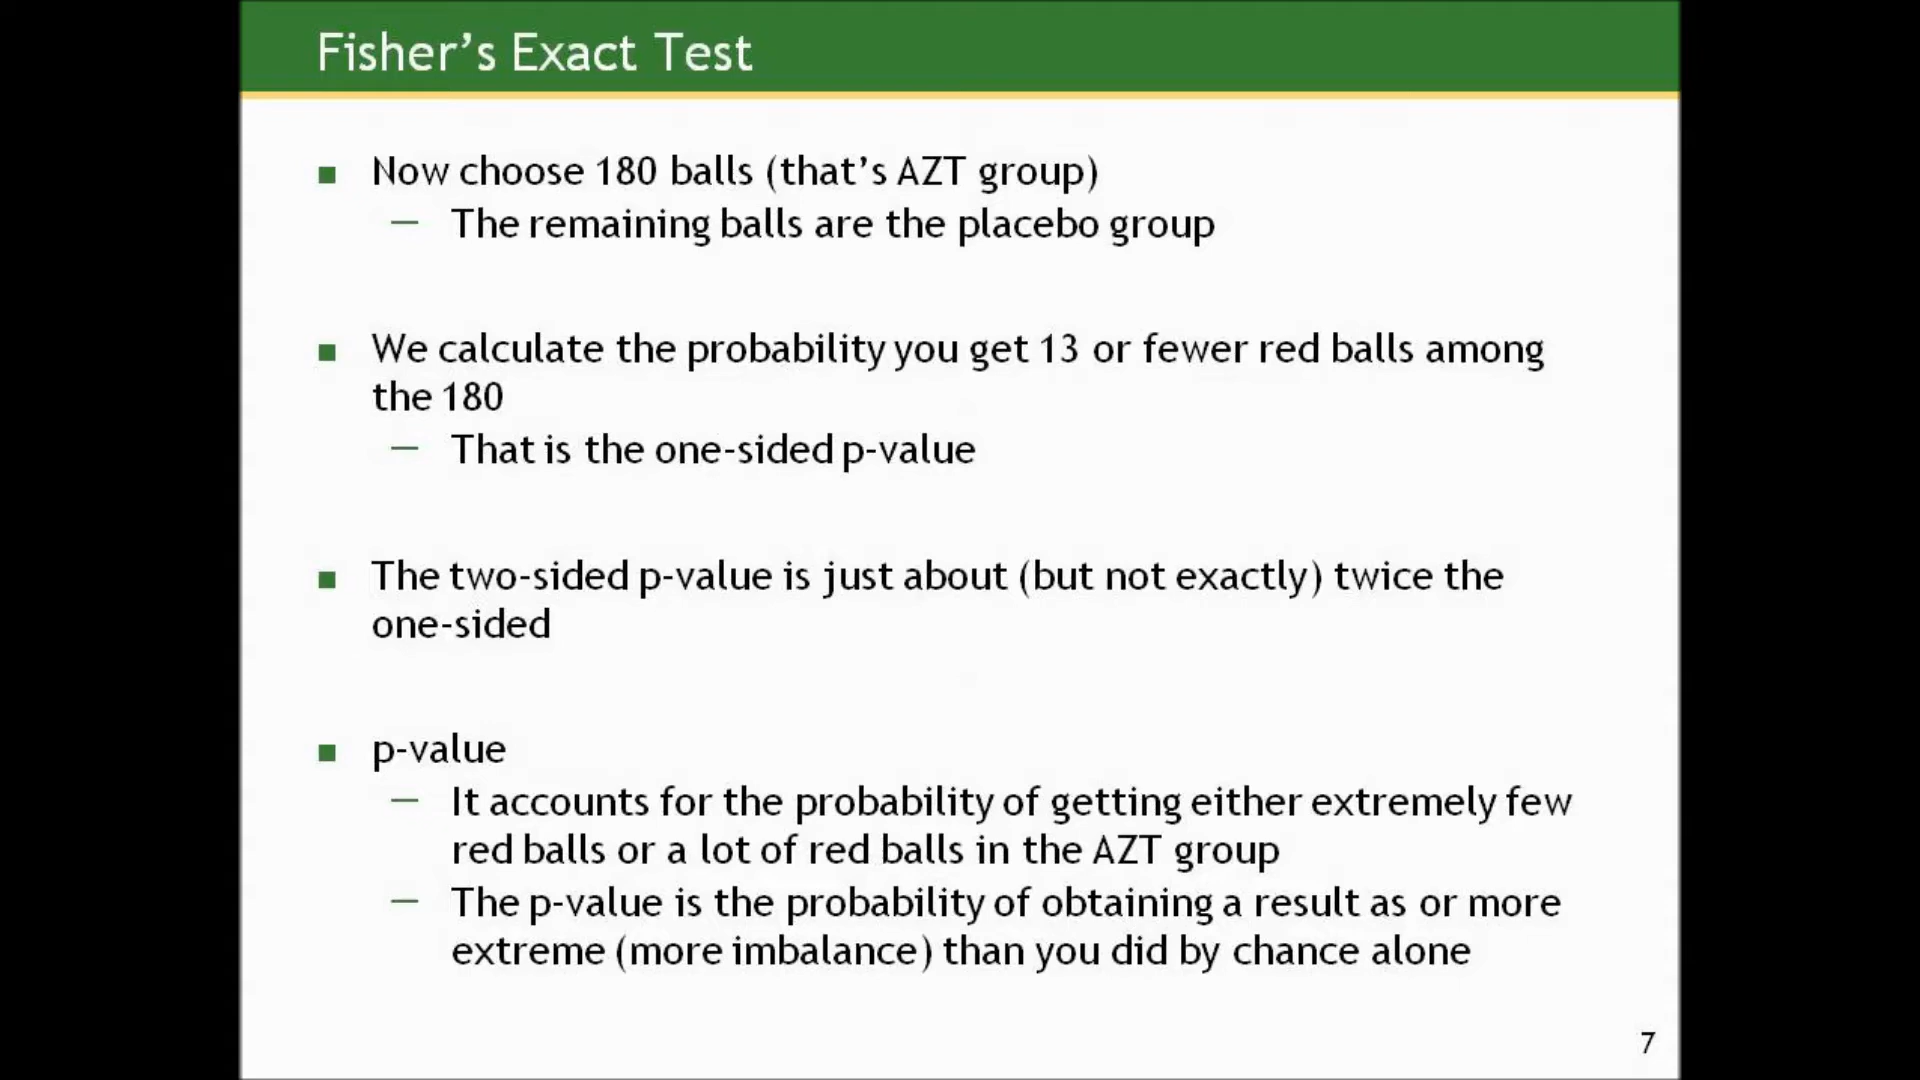 Fisher’s Exact Test
■ Now choose 180 balls (that’s AZT group)
— The remaining balls are the placebo group
■ We calculate the probability you get 13 or fewer red balls among
the 180
— That is the one-sided p-value
■ The two-sided p-value is just about (but not exactly) twice the
one-sided
■ p-value
— It accounts for the probability of getting either extremely few
red balls or a lot of red balls in the AZT group
— The p-value is the probability of obtaining a result as or more
extreme (more imbalance) than you did by chance alone
7